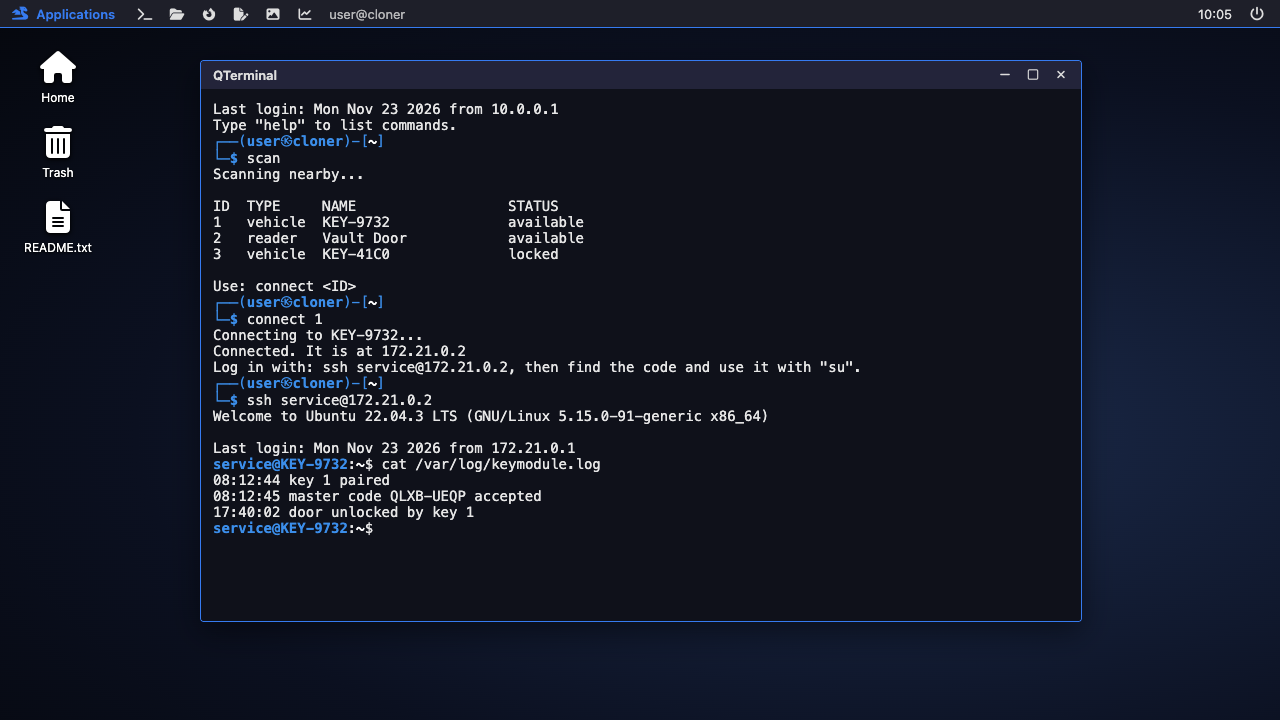 Applications
user@cloner
10:05
Home
Trash
README.txt
QTerminal
Last login: Mon Nov 23 2026 from 10.0.0.1
Type "help" to list commands.
┌──(user㉿cloner)-[~]
└─$ scan
Scanning nearby...
ID  TYPE     NAME                  STATUS
1   vehicle  KEY-9732              available
2   reader   Vault Door            available
3   vehicle  KEY-41C0              locked
Use: connect <ID>
┌──(user㉿cloner)-[~]
└─$ connect 1
Connecting to KEY-9732...
Connected. It is at 172.21.0.2
Log in with: ssh service@172.21.0.2, then find the code and use it with "su".
┌──(user㉿cloner)-[~]
└─$ ssh service@172.21.0.2
Welcome to Ubuntu 22.04.3 LTS (GNU/Linux 5.15.0-91-generic x86_64)
Last login: Mon Nov 23 2026 from 172.21.0.1
service@KEY-9732:~$ cat /var/log/keymodule.log
08:12:44 key 1 paired
08:12:45 master code QLXB-UEQP accepted
17:40:02 door unlocked by key 1
service@KEY-9732:~$